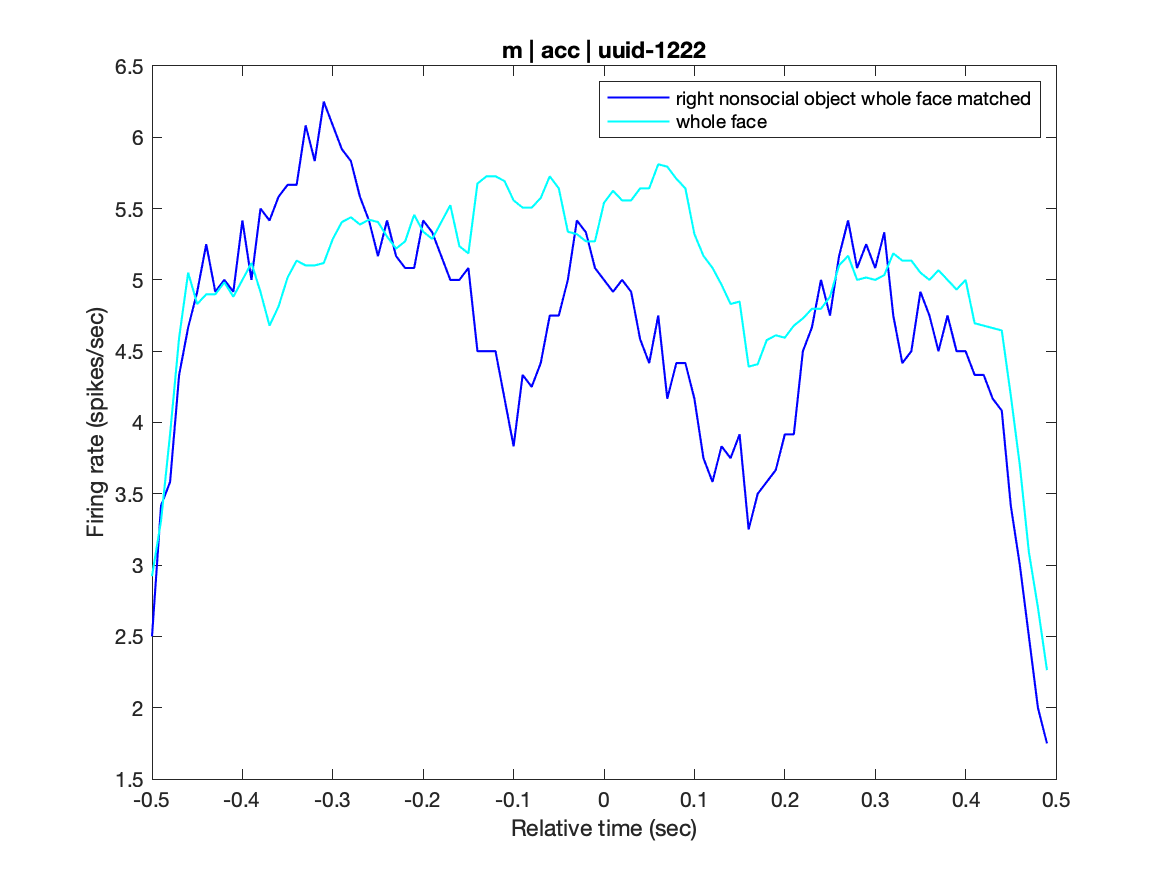 m | acc | uuid-1222
right nonsocial object whole face matched
whole face
6.5
6
5.5
5
4.5
4
3.5
3
2.5
2
1.5
Firing rate (spikes/sec)
-0.5 -0.4 -0.3 -0.2 -0.1 0 0.1 0.2 0.3 0.4 0.5
Relative time (sec)